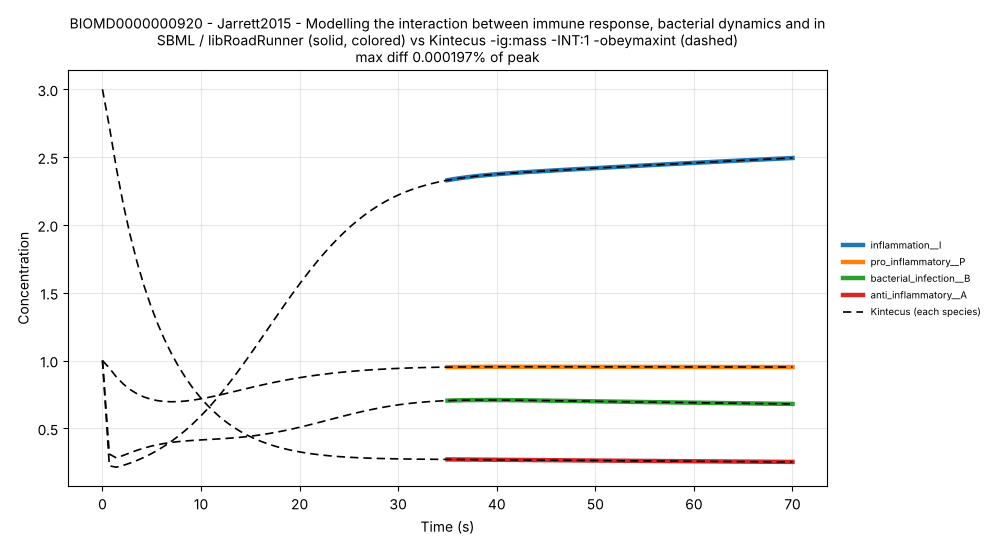 BIOMD0000000920 - Jarrett2015 - Modelling the interaction between immune response, bacterial dynamics and in
SBML / libRoadRunner (solid, colored) vs Kintecus -ig:mass -INT:1 -obeymaxint (dashed)
max diff 0.000197% of peak
3.0
2.5
2.0
1.5
1.0
0.5
Concentration
0
10
20
30
40
50
60
70
Time (s)
inflammation__I
pro_inflammatory__P
bacterial_infection__B
anti_inflammatory__A
Kintecus (each species)